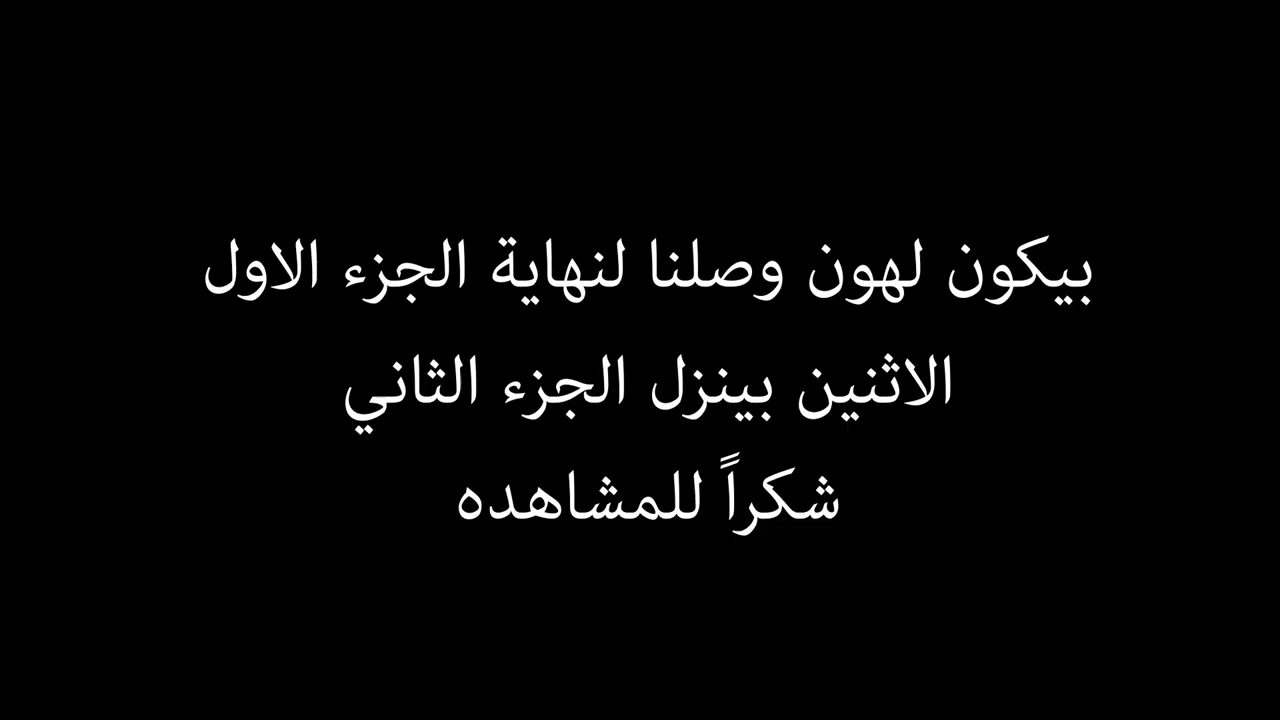 بيكون لهون وصلنا لنهاية الجزء الاول
الاثنين بينزل الجزء الثاني
شكراً للمشاهده